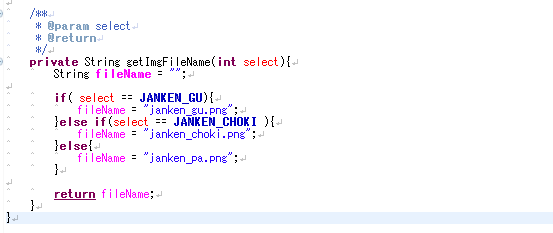 /**
 * @param select
 * @return
 */
private String getImgFileName(int select){
    String fileName = "";

    if( select == JANKEN_GU){
        fileName = "janken_gu.png";
    }else if(select == JANKEN_CHOKI ){
        fileName = "janken_choki.png";
    }else{
        fileName = "janken_pa.png";
    }

    return fileName;
}
}